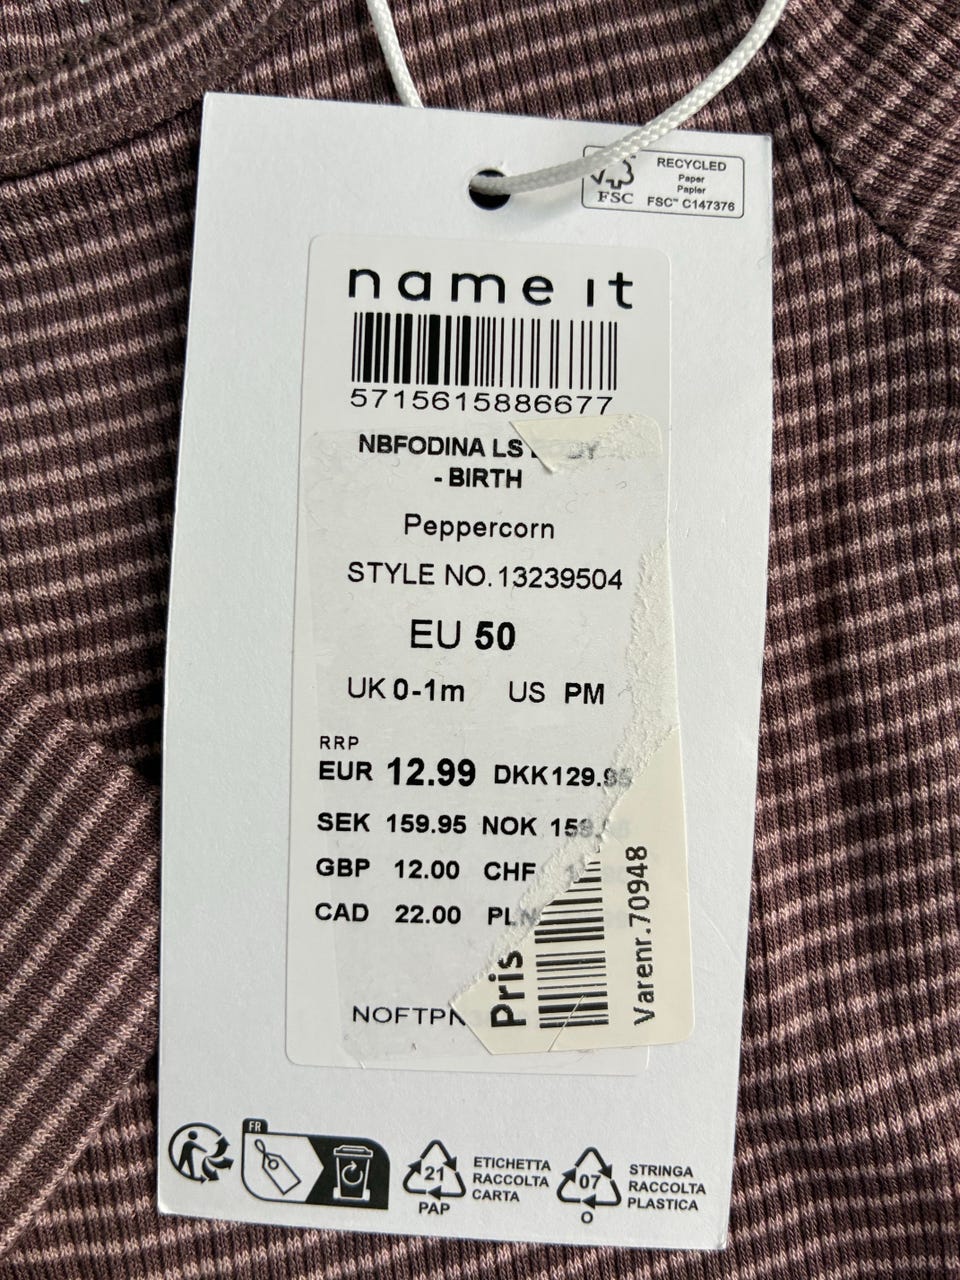 RECYCLED
Paper
Papier
FSC
FSC™ C147376
name it
5715615886677
NBFODINA LS
- BIRTH
Peppercorn
STYLE NO.13239504
EU 50
UK 0-1m US PM
RRP
EUR 12.99 DKK129.95
SEK 159.95 NOK
GBP 12.00 CHF
CAD 22.00 PLN
NOFTPN
Pris
Varenr.70948
FR
21
PAP
ETICHETTA
RACCOLTA
CARTA
07
O
STRINGA
RACCOLTA
PLASTICA